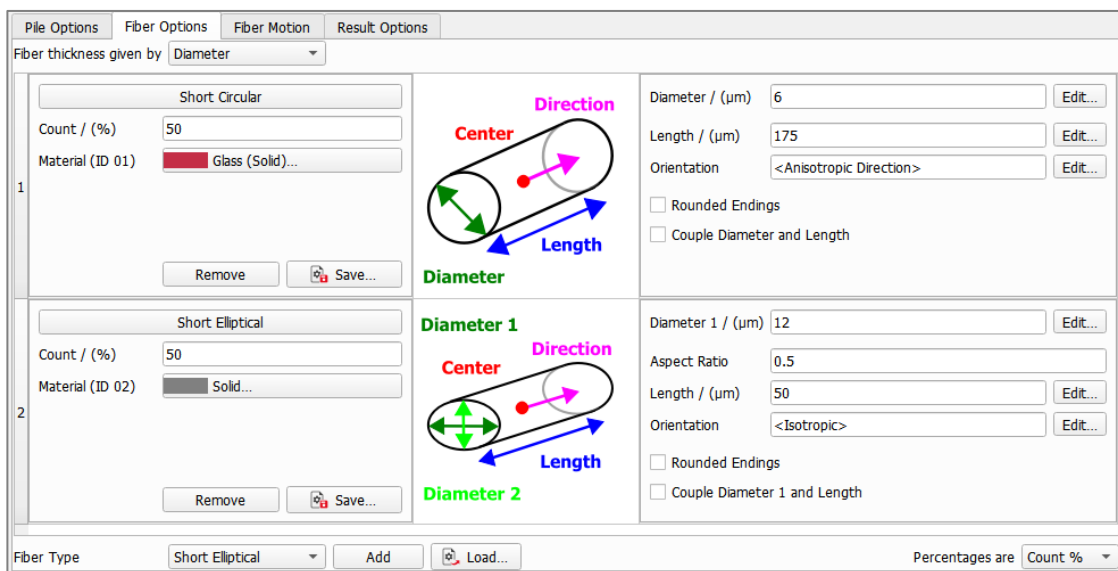 Pile Options Fiber Options Fiber Motion Result Options
Fiber thickness given by Diameter
1
Short Circular
Count / (%) 50
Material (ID 01) Glass (Solid)...
Remove Save...
Direction
Center
Length
Diameter
Diameter / (µm) 6 Edit...
Length / (µm) 175 Edit...
Orientation <Anisotropic Direction> Edit...
Rounded Endings
Couple Diameter and Length
2
Short Elliptical
Count / (%) 50
Material (ID 02) Solid...
Remove Save...
Diameter 1
Direction
Center
Length
Diameter 2
Diameter 1 / (µm) 12 Edit...
Aspect Ratio 0.5
Length / (µm) 50 Edit...
Orientation <Isotropic> Edit...
Rounded Endings
Couple Diameter 1 and Length
Fiber Type Short Elliptical Add Load... Percentages are Count %